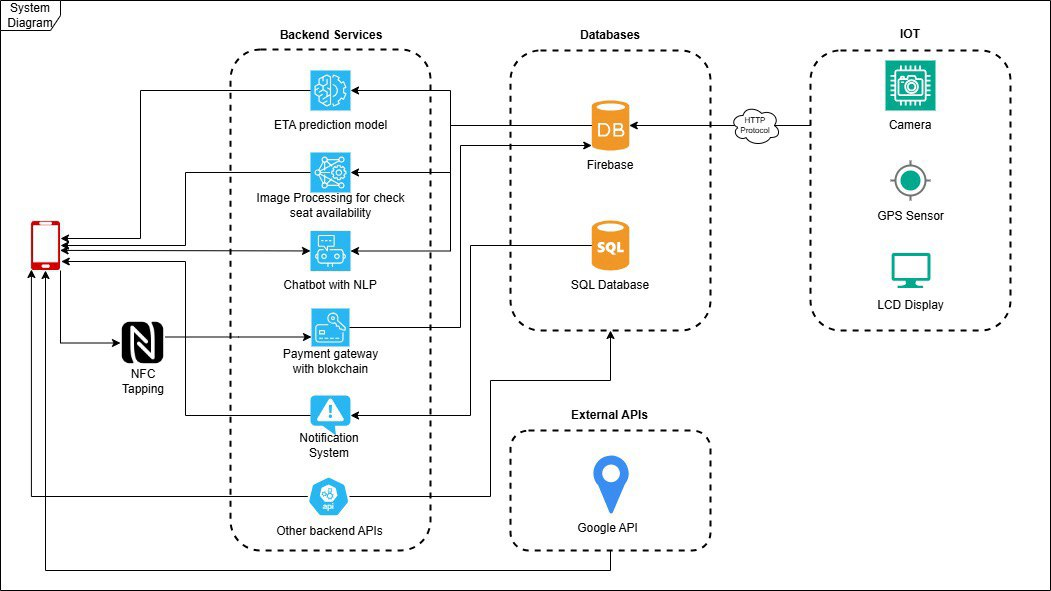 System
Diagram
Backend Services
Databases
IOT
ETA prediction model
Image Processing for check
seat availability
Chatbot with NLP
Payment gateway
with blokchain
Notification
System
api
Other backend APIs
NFC
Tapping
DB
Firebase
SQL
SQL Database
HTTP
Protocol
Camera
GPS Sensor
LCD Display
External APIs
Google API